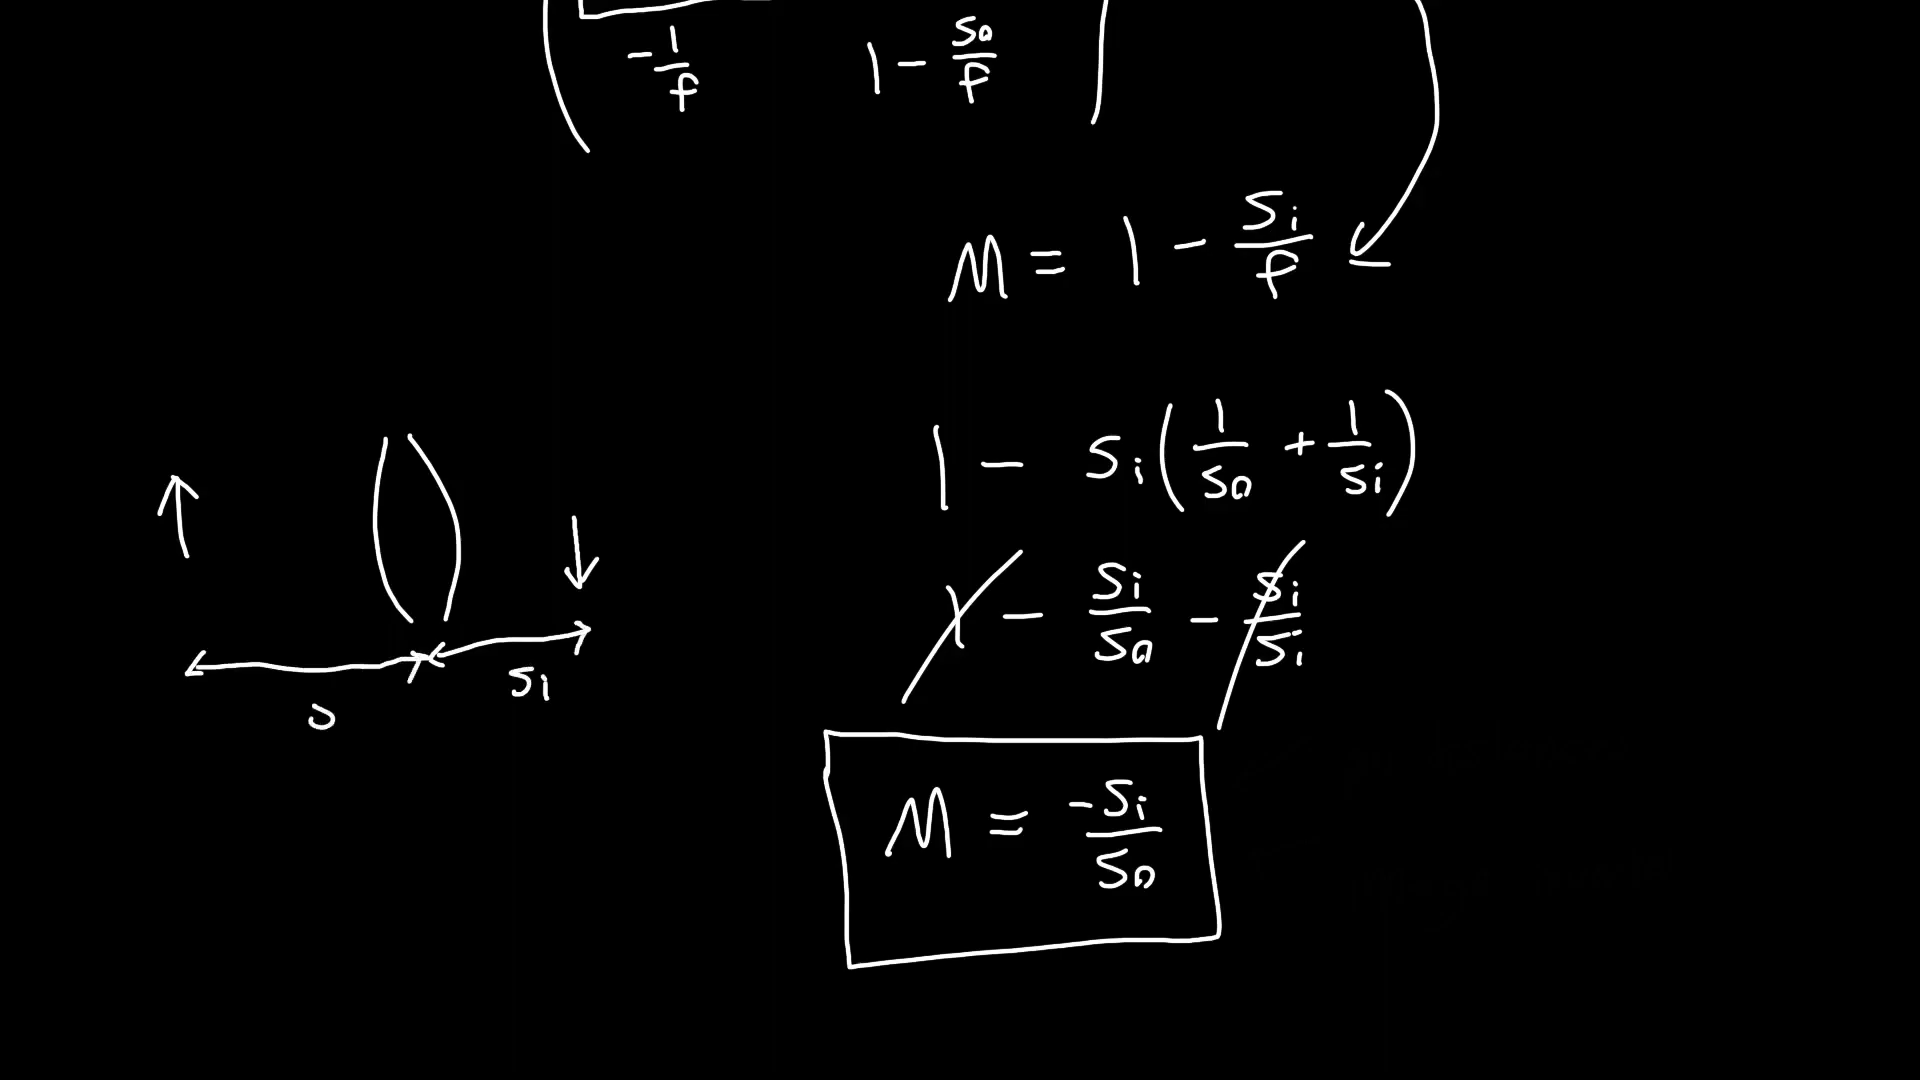 -1/f 1 - So/f
M = 1 - Si/f
1 - Si(1/So + 1/Si)
1 - Si/So - Si/Si
Si
S
M = -Si/So